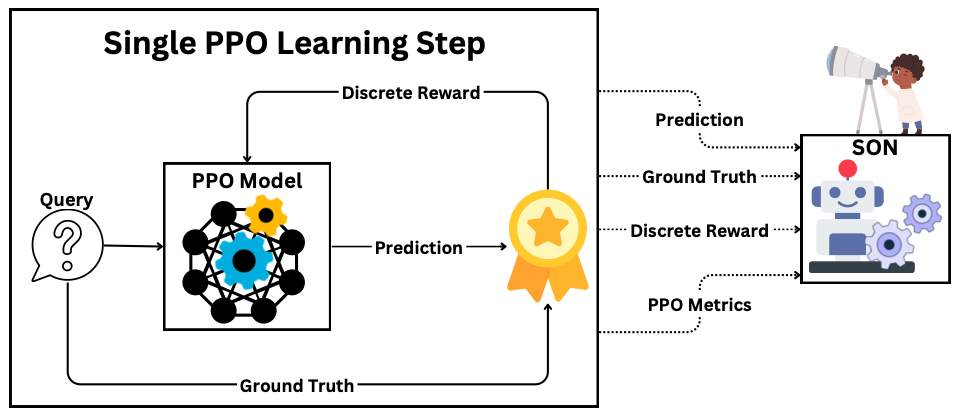 Single PPO Learning Step
Discrete Reward
Prediction
SON
PPO Model
Ground Truth
Query
Discrete Reward
Prediction
PPO Metrics
Ground Truth